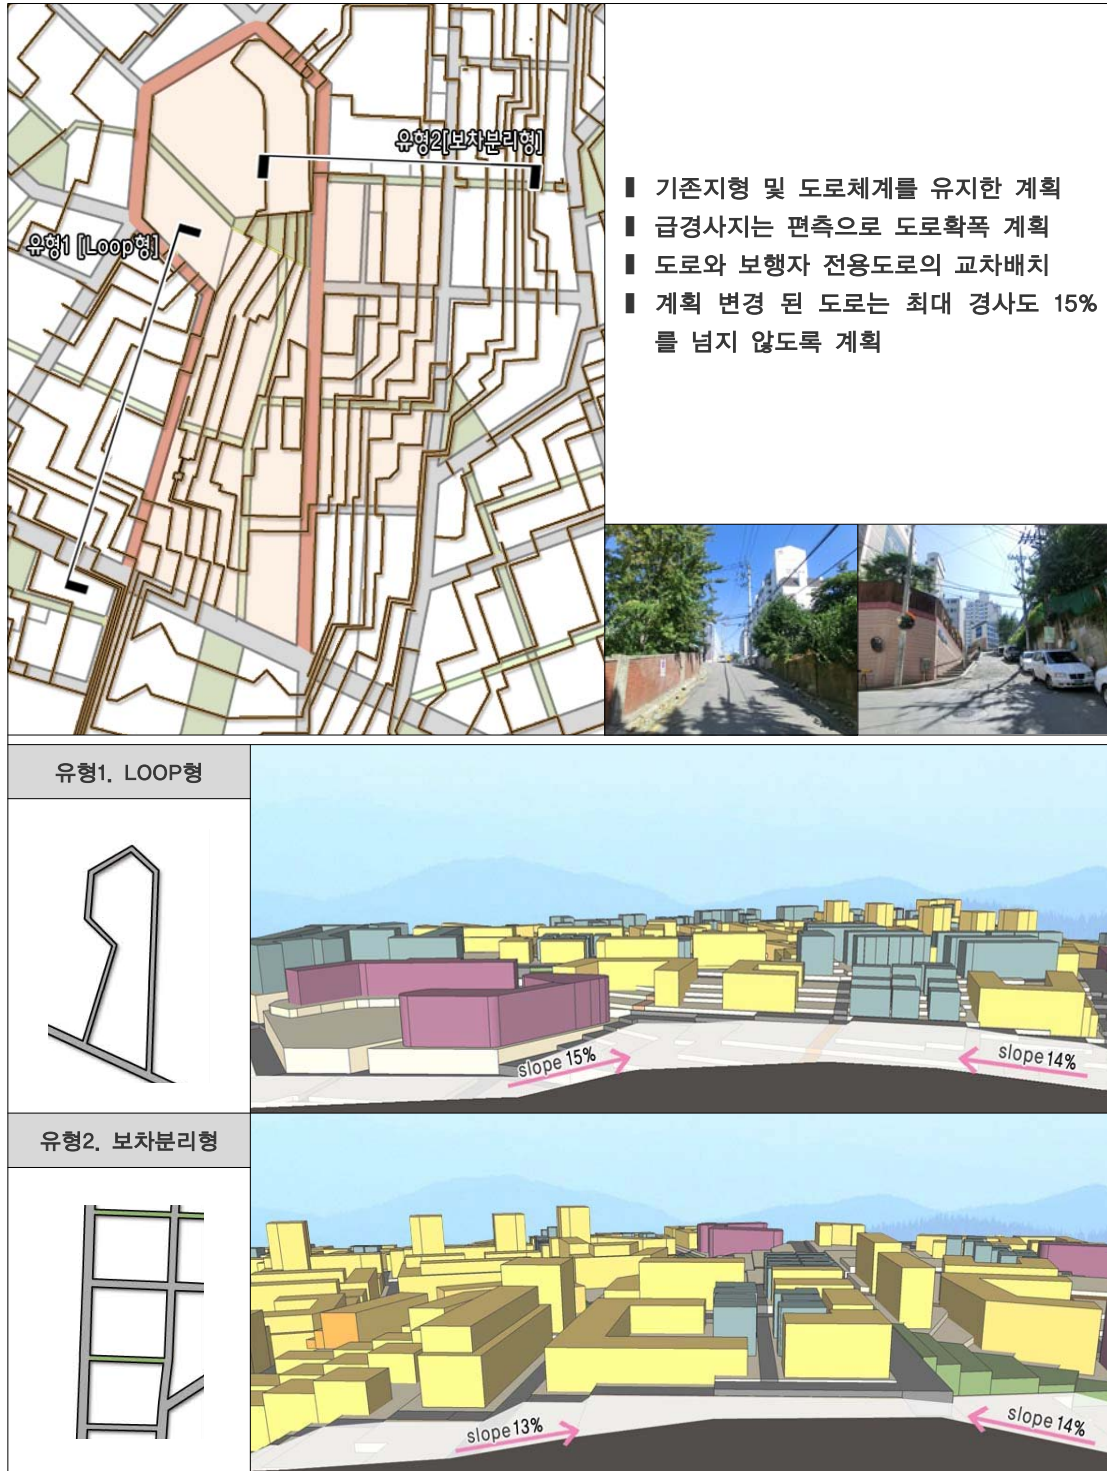 유형2[보차분리형]
유형1 [Loop형]
▮ 기존지형 및 도로체계를 유지한 계획
▮ 급경사지는 편측으로 도로확폭 계획
▮ 도로와 보행자 전용도로의 교차배치
▮ 계획 변경 된 도로는 최대 경사도 15%
를 넘지 않도록 계획
유형1. LOOP형
slope 15%
slope 14%
유형2. 보차분리형
slope 13%
slope 14%